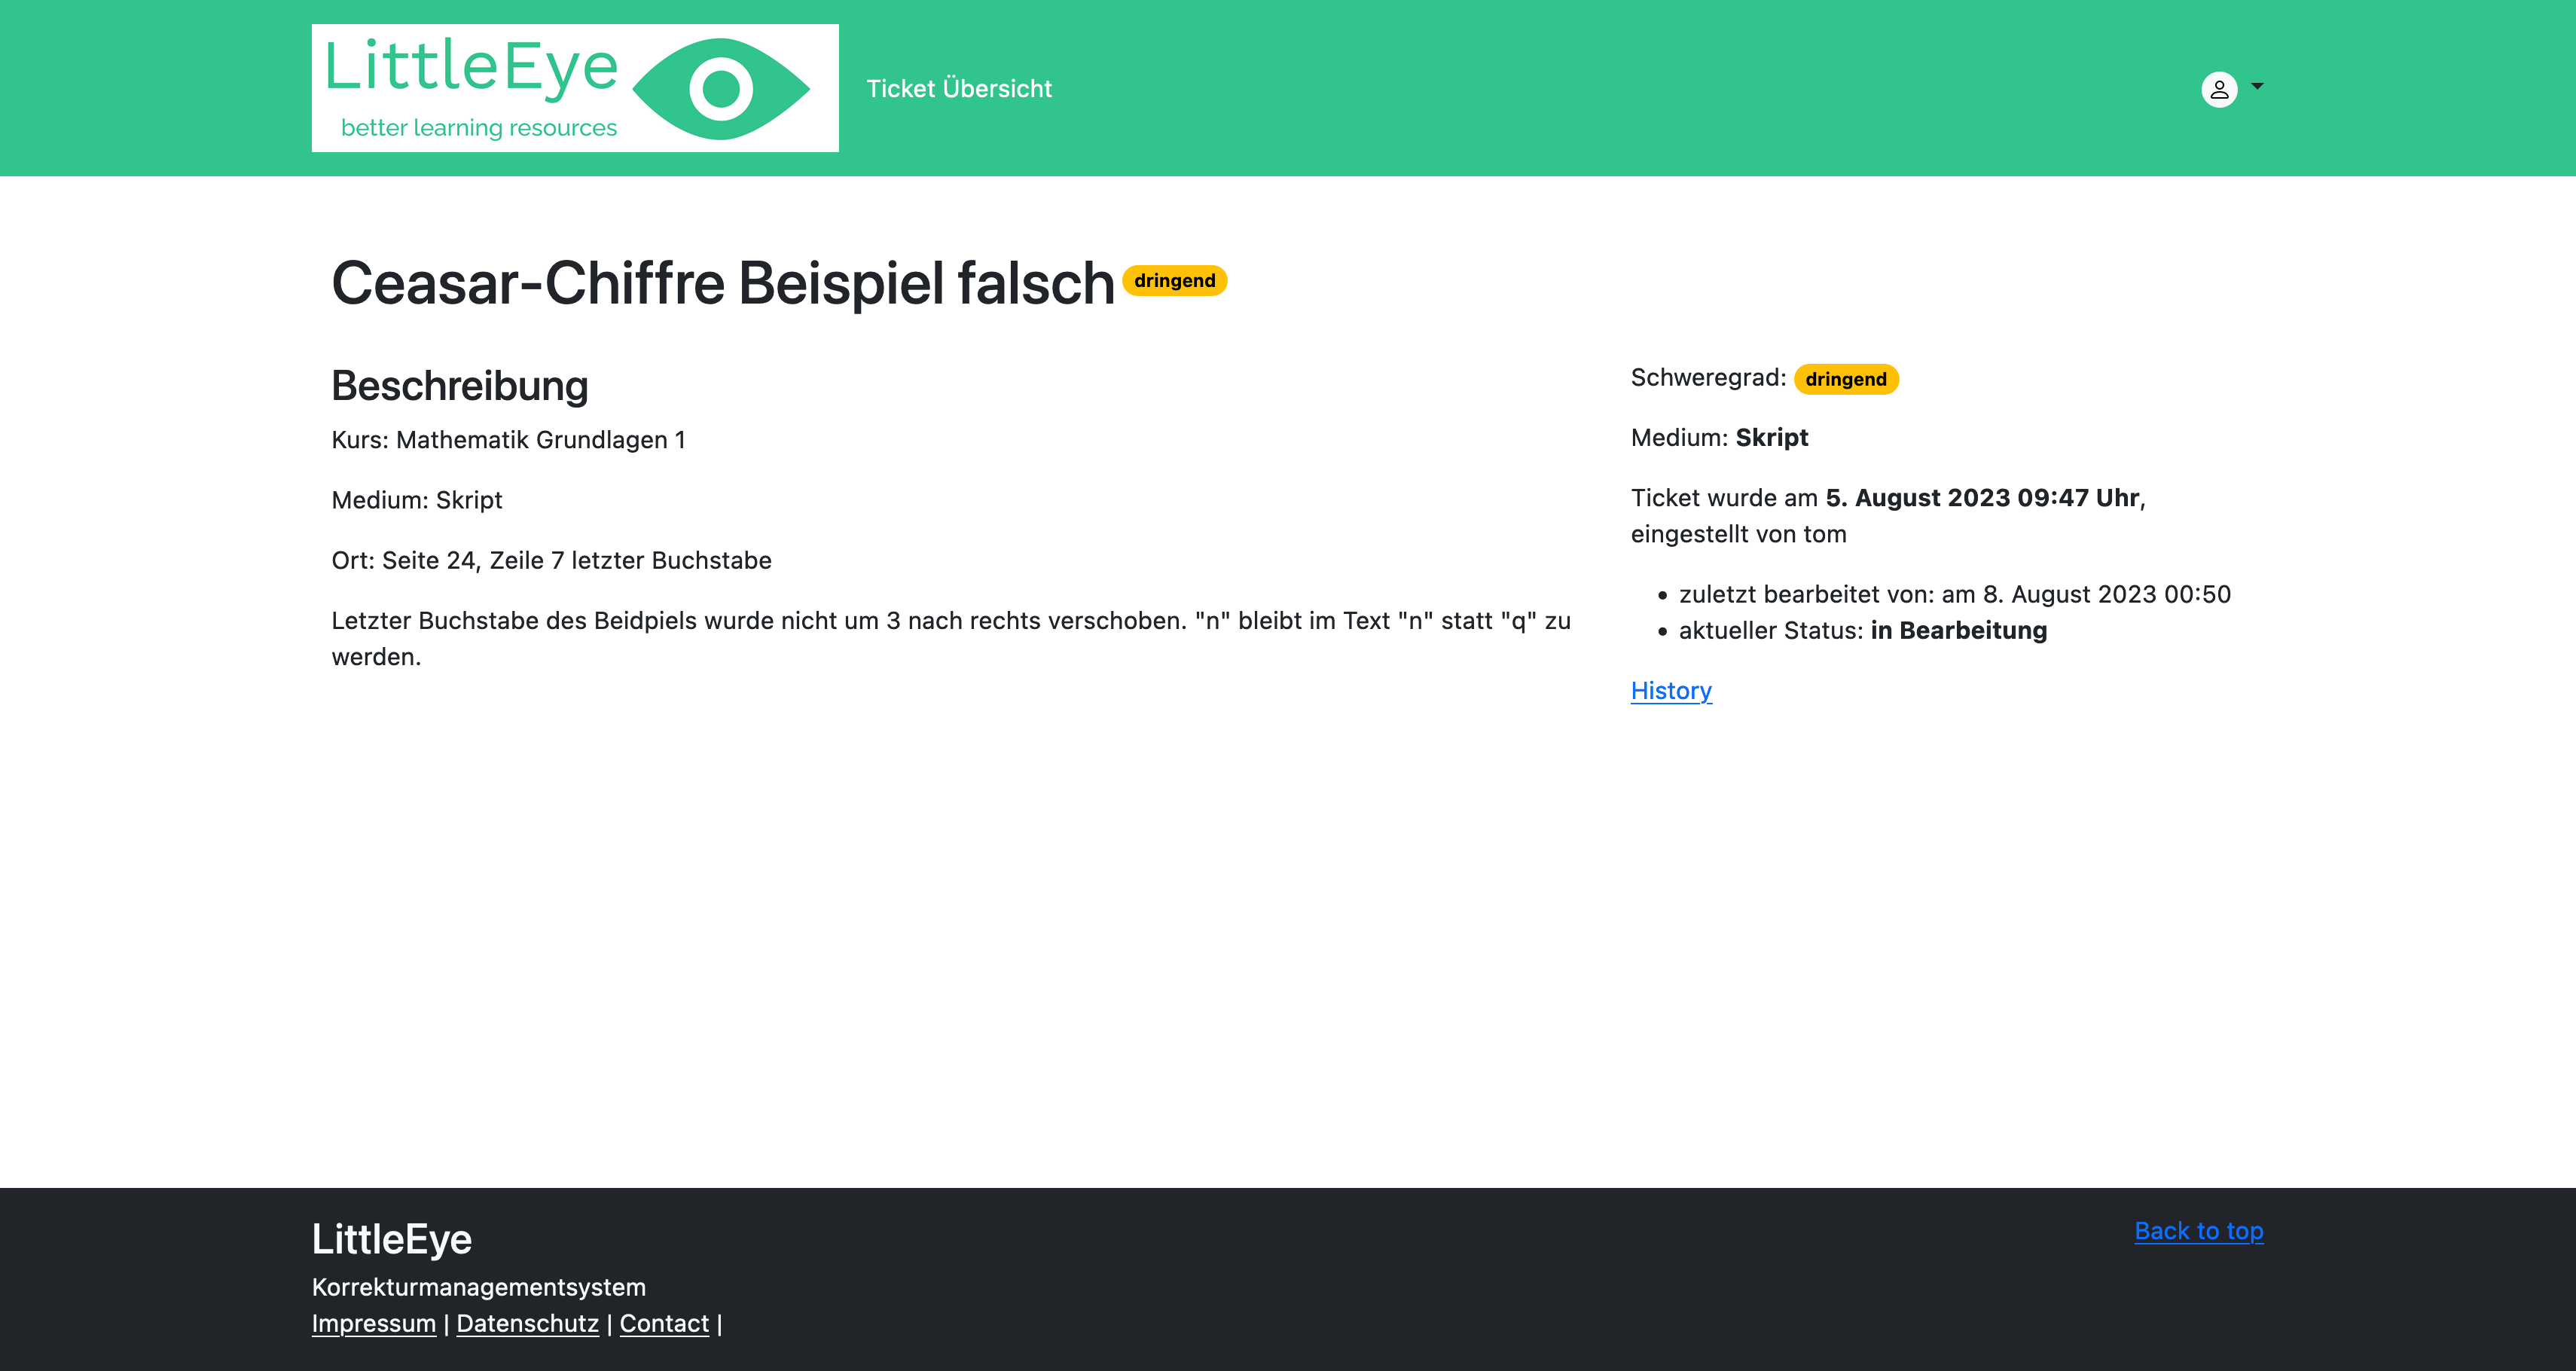 LittleEye
better learning resources
Ticket Übersicht
Ceasar-Chiffre Beispiel falsch dringend
Beschreibung
Kurs: Mathematik Grundlagen 1
Medium: Skript
Ort: Seite 24, Zeile 7 letzter Buchstabe
Letzter Buchstabe des Beidpiels wurde nicht um 3 nach rechts verschoben. "n" bleibt im Text "n" statt "q" zu
werden.
Schweregrad: dringend
Medium: Skript
Ticket wurde am 5. August 2023 09:47 Uhr,
eingestellt von tom
• zuletzt bearbeitet von: am 8. August 2023 00:50
• aktueller Status: in Bearbeitung
History
LittleEye
Korrekturmanagementsystem
Impressum | Datenschutz | Contact |
Back to top